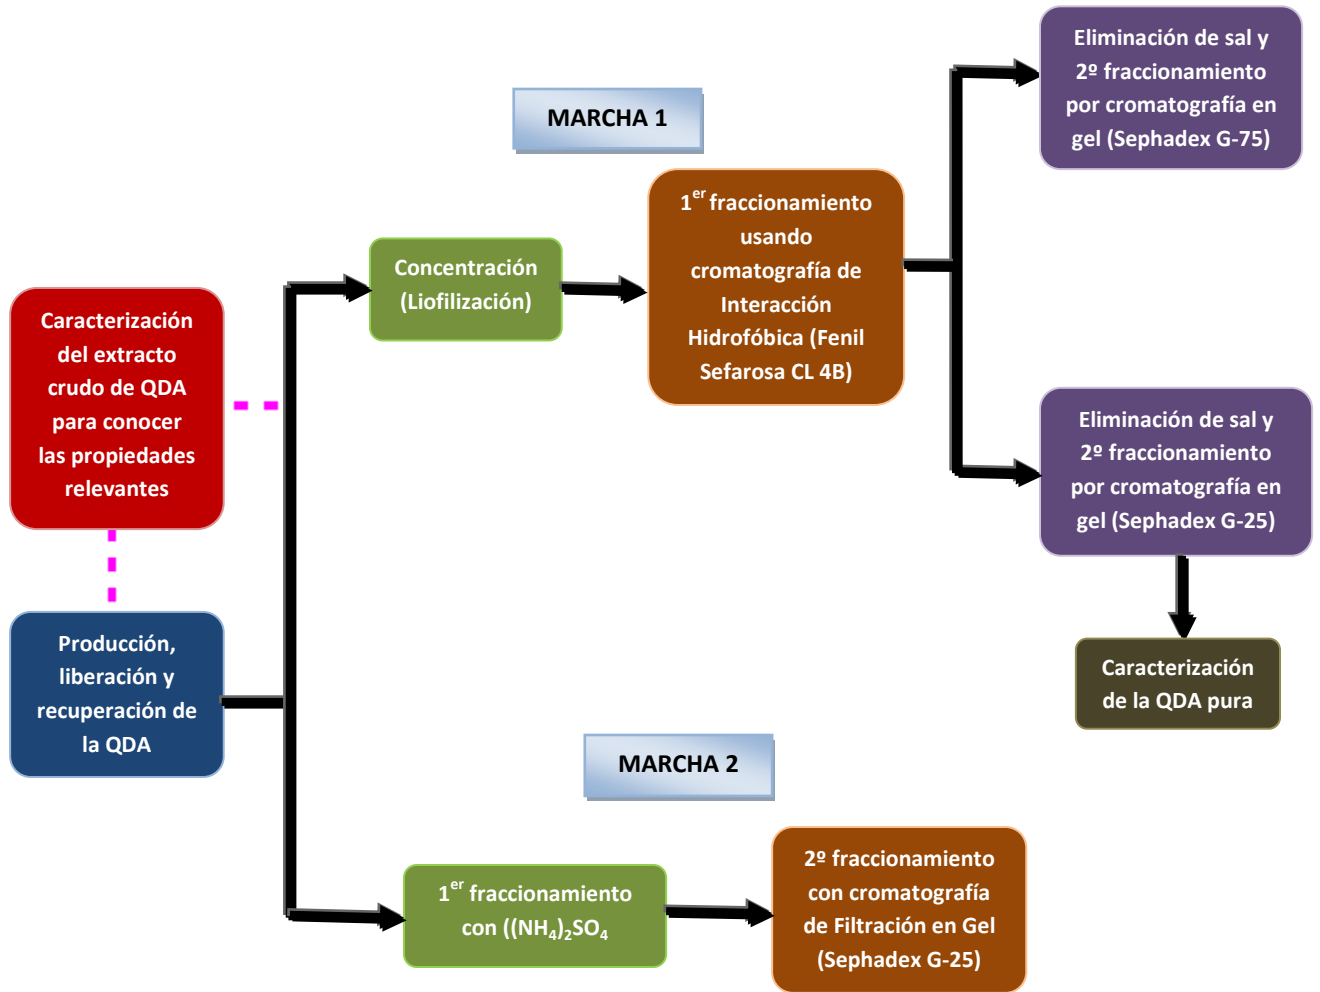 MARCHA 1
Eliminación de sal y
2º fraccionamiento
por cromatografía en
gel (Sephadex G-75)
1er fraccionamiento
usando
cromatografía de
Interacción
Hidrofóbica (Fenil
Sefarosa CL 4B)
Concentración
(Liofilización)
Caracterización
del extracto
crudo de QDA
para conocer
las propiedades
relevantes
Eliminación de sal y
2º fraccionamiento
por cromatografía en
gel (Sephadex G-25)
Producción,
liberación y
recuperación de
la QDA
Caracterización
de la QDA pura
MARCHA 2
1er fraccionamiento
con ((NH4)2SO4
2º fraccionamiento
con cromatografía
de Filtración en Gel
(Sephadex G-25)